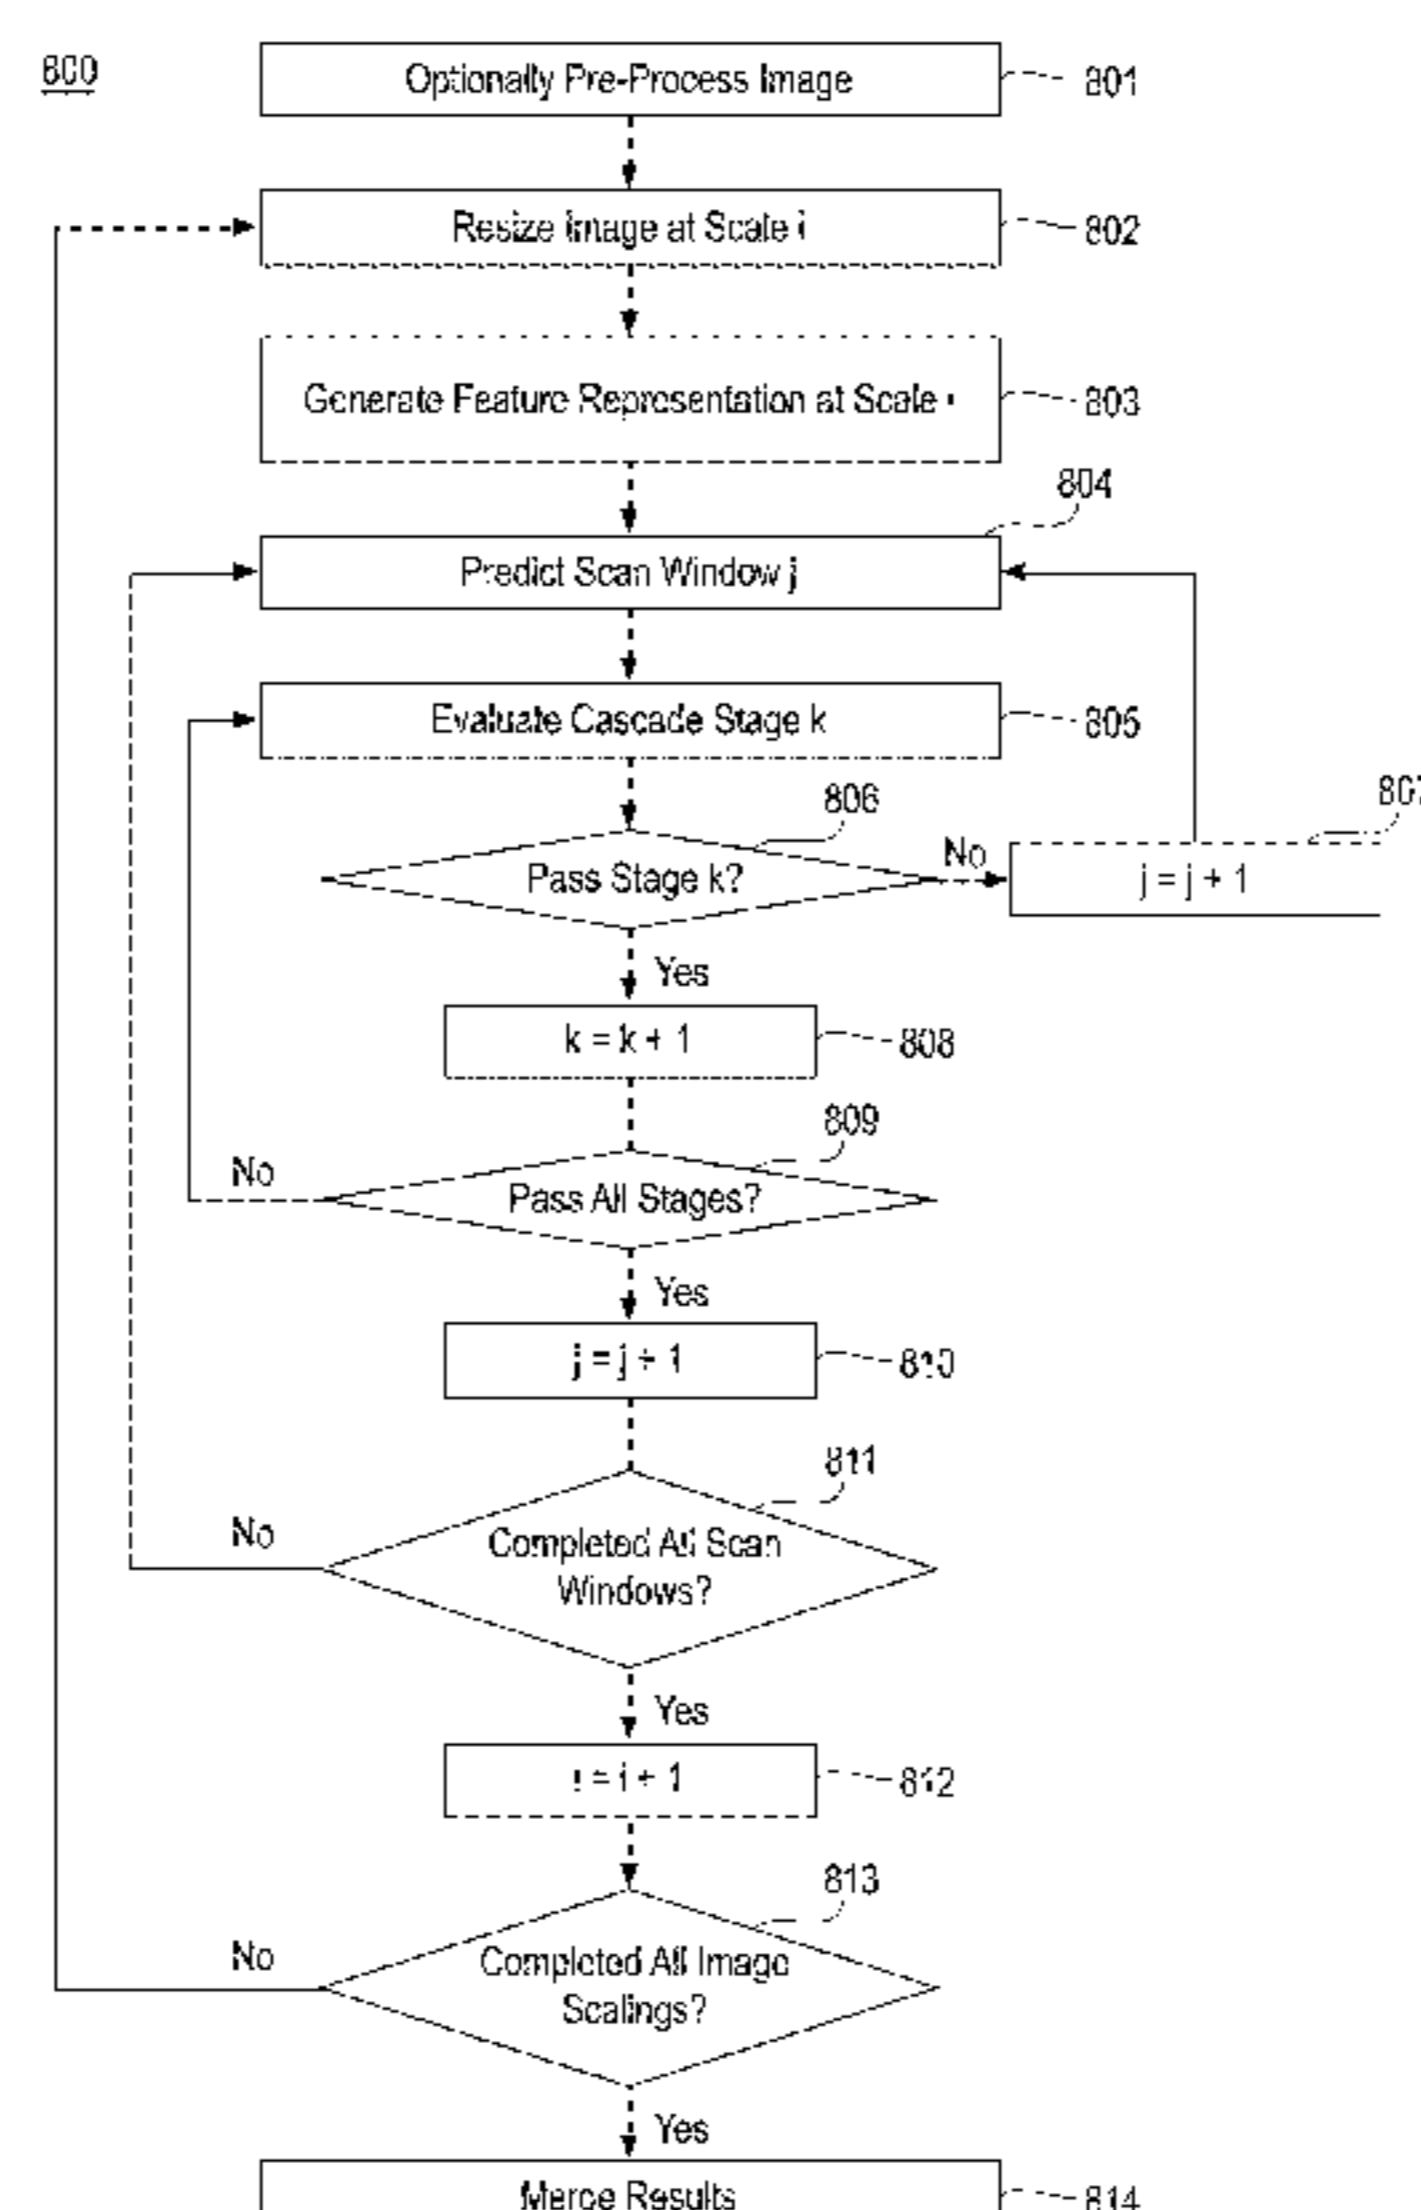 800
Optionally Pre-Process Image
801
Resize Image at Scale i
802
Generate Feature Representation at Scale i
803
804
Predict Scan Window j
Evaluate Cascade Stage k
805
806
807
Pass Stage k?
No
j = j + 1
Yes
k = k + 1
808
809
No
Pass All Stages?
Yes
j = j + 1
810
811
No
Completed All Scan
Windows?
Yes
i = i + 1
812
813
No
Completed All Image
Scalings?
Yes
Merge Results
814